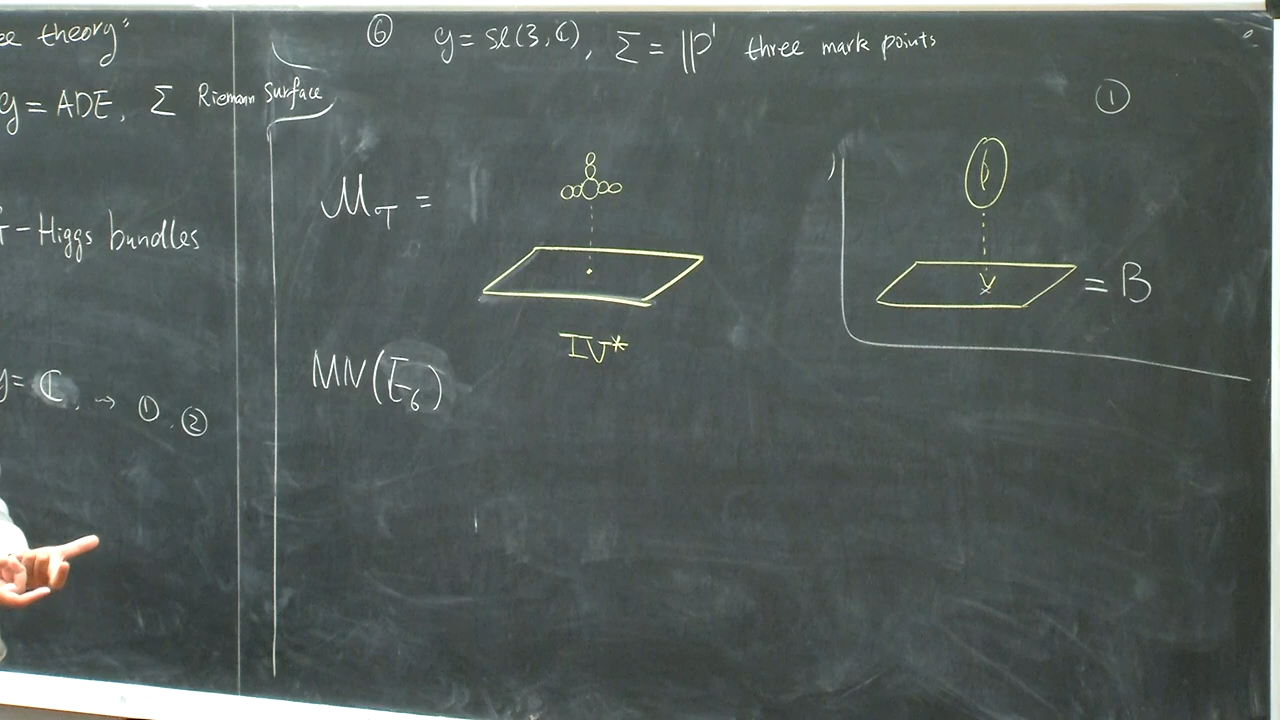 ee theory"
g = ADE, Σ Riemann Surface
T - Higgs bundles
g = ℂ, → ①, ②
⑥ g = sl(3, ℂ), Σ = ℙ¹ three mark points
ℳ_T =
IV*
MN(E₆)
①
= B